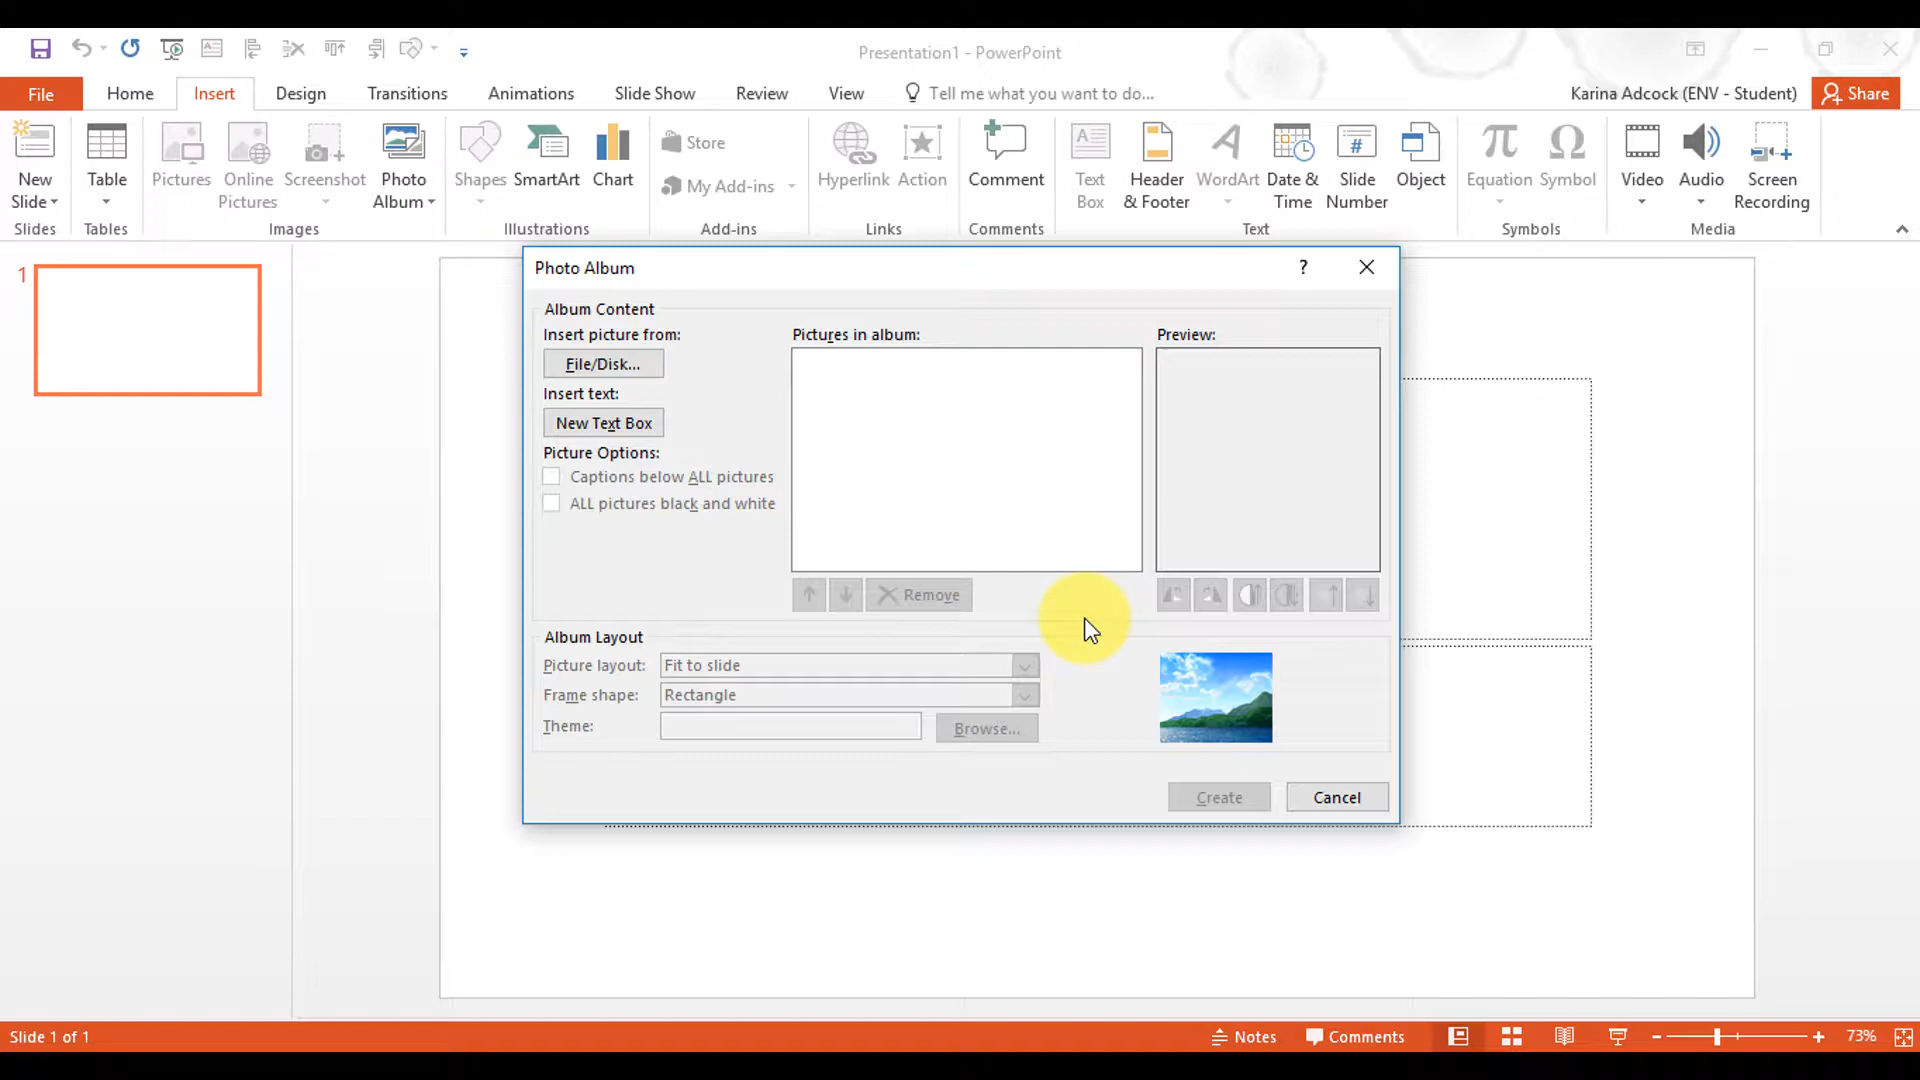 Presentation1 - PowerPoint
File Home Insert Design Transitions Animations Slide Show Review View Tell me what you want to do... Karina Adcock (ENV - Student) Share
New Slide
Table
Pictures
Online Pictures
Screenshot
Photo Album
Shapes
SmartArt
Chart
Store
My Add-ins
Hyperlink
Action
Comment
Text Box
Header & Footer
WordArt
Date & Time
Slide Number
Object
Equation
Symbol
Video
Audio
Screen Recording
Slides Tables Images Illustrations Add-ins Links Comments Text Symbols Media
1
Photo Album ?
Album Content
Insert picture from:
File/Disk...
Insert text:
New Text Box
Picture Options:
Captions below ALL pictures
ALL pictures black and white
Pictures in album:
Remove
Preview:
Album Layout
Picture layout: Fit to slide
Frame shape: Rectangle
Theme: Browse...
Create Cancel
Slide 1 of 1 Notes Comments 73%